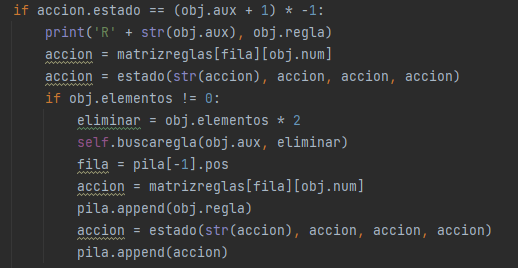 if accion.estado == (obj.aux + 1) * -1:
print('R' + str(obj.aux), obj.regla)
accion = matrizreglas[fila][obj.num]
accion = estado(str(accion), accion, accion, accion)
if obj.elementos != 0:
eliminar = obj.elementos * 2
self.buscaregla(obj.aux, eliminar)
fila = pila[-1].pos
accion = matrizreglas[fila][obj.num]
pila.append(obj.regla)
accion = estado(str(accion), accion, accion, accion)
pila.append(accion)